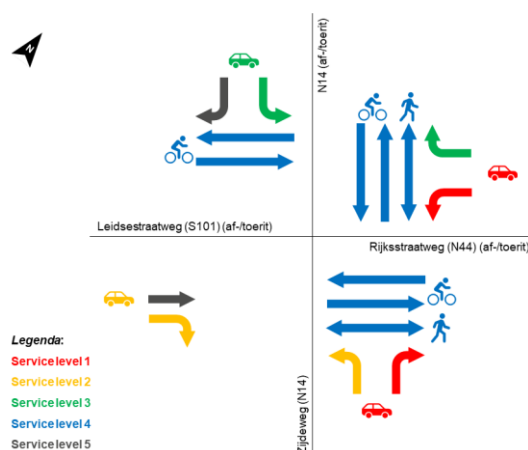 N
N14 (af-/toerit)
Leidsestraatweg (S101) (af-/toerit)
Rijksstraatweg (N44) (af-/toerit)
Zijdeweg (N14)
Legenda:
Service level 1
Service level 2
Service level 3
Service level 4
Service level 5